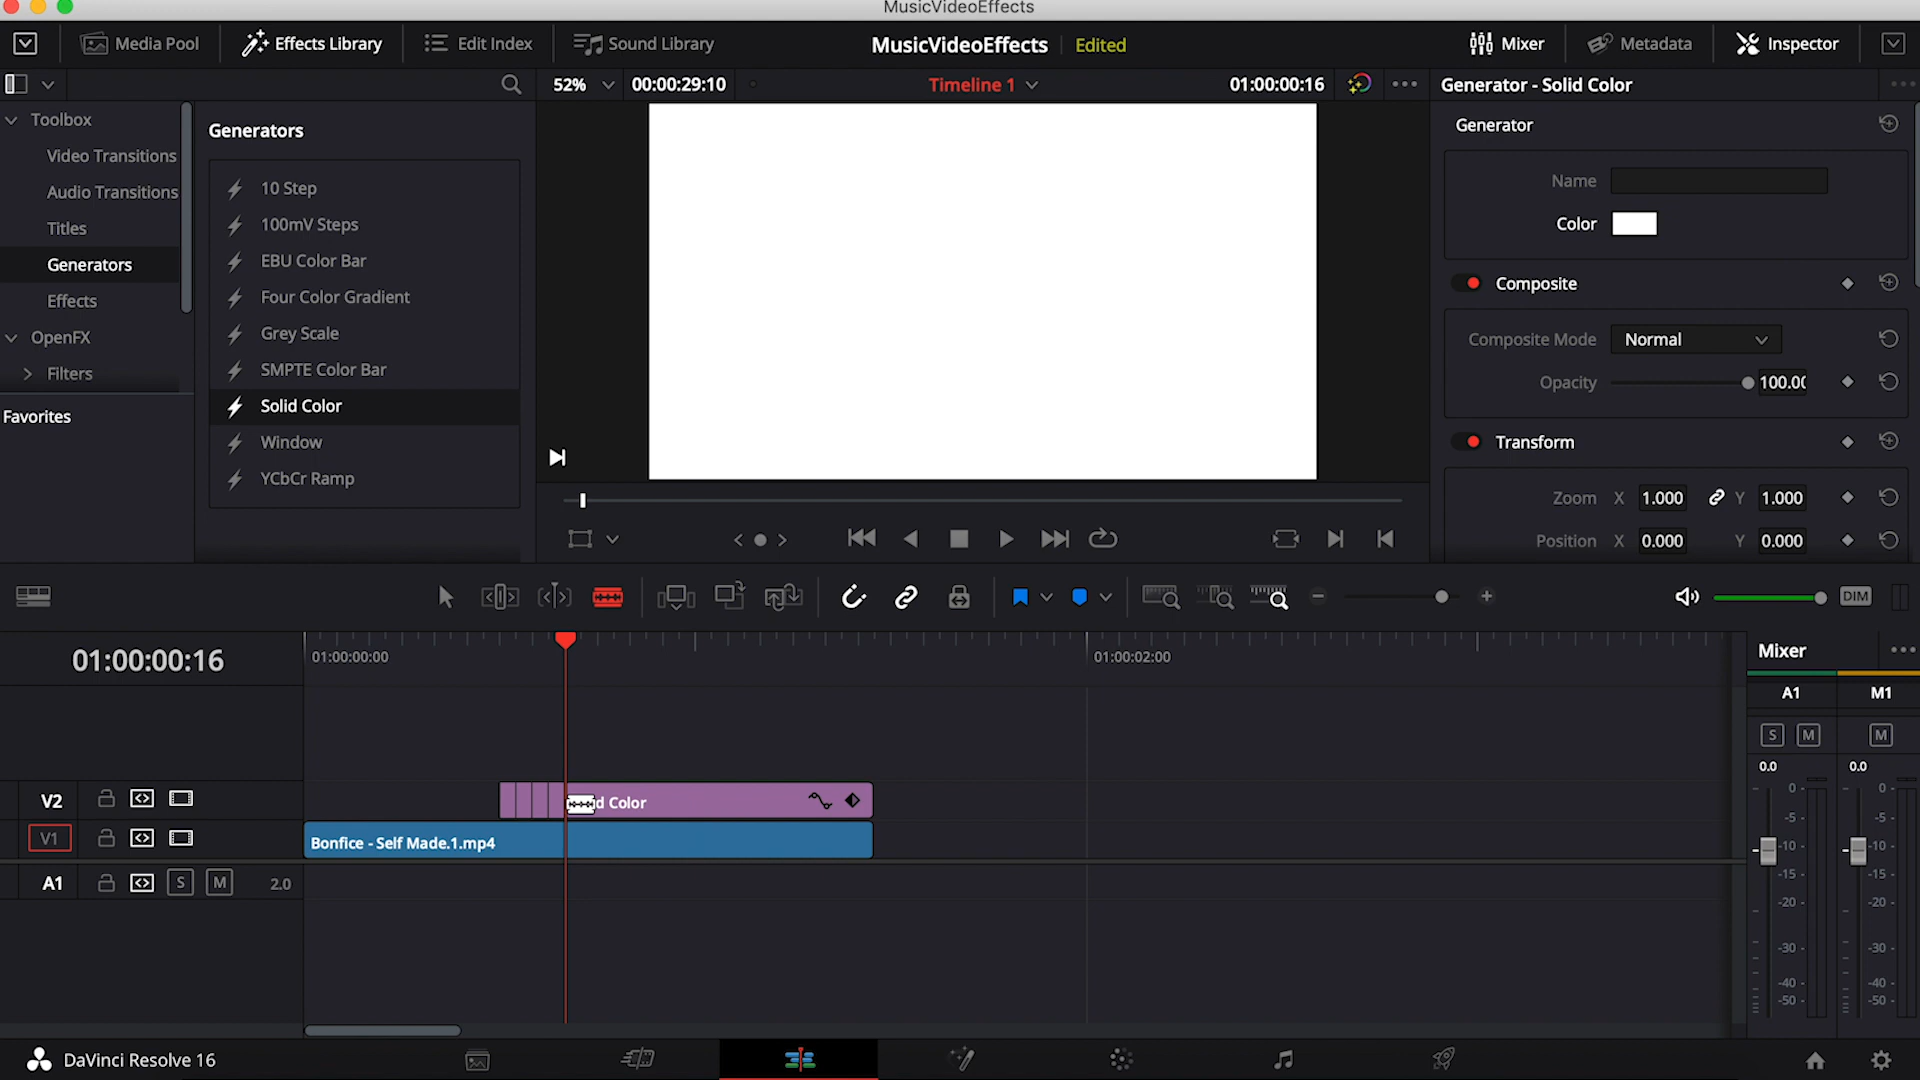 MusicVideoEffects
Media Pool
Effects Library
Edit Index
Sound Library
MusicVideoEffects
Edited
Mixer
Metadata
Inspector
52%
00:00:29:10
Timeline 1
01:00:00:16
Generator - Solid Color
Toolbox
Video Transitions
Audio Transitions
Titles
Generators
Effects
OpenFX
Filters
Favorites
Generators
10 Step
100mV Steps
EBU Color Bar
Four Color Gradient
Grey Scale
SMPTE Color Bar
Solid Color
Window
YCbCr Ramp
Generator
Name
Color
Composite
Composite Mode Normal
Opacity 100.00
Transform
Zoom X 1.000 Y 1.000
Position X 0.000 Y 0.000
DIM
01:00:00:16
01:00:00:00
01:00:02:00
V2
d Color
V1
Bonfice - Self Made.1.mp4
A1 S M 2.0
Mixer
A1 M1
S M M
0.0 0.0
0- 0-
-5- -5-
-10- -10-
-15- -15-
-20- -20-
-30- -30-
-40- -40-
-50- -50-
DaVinci Resolve 16